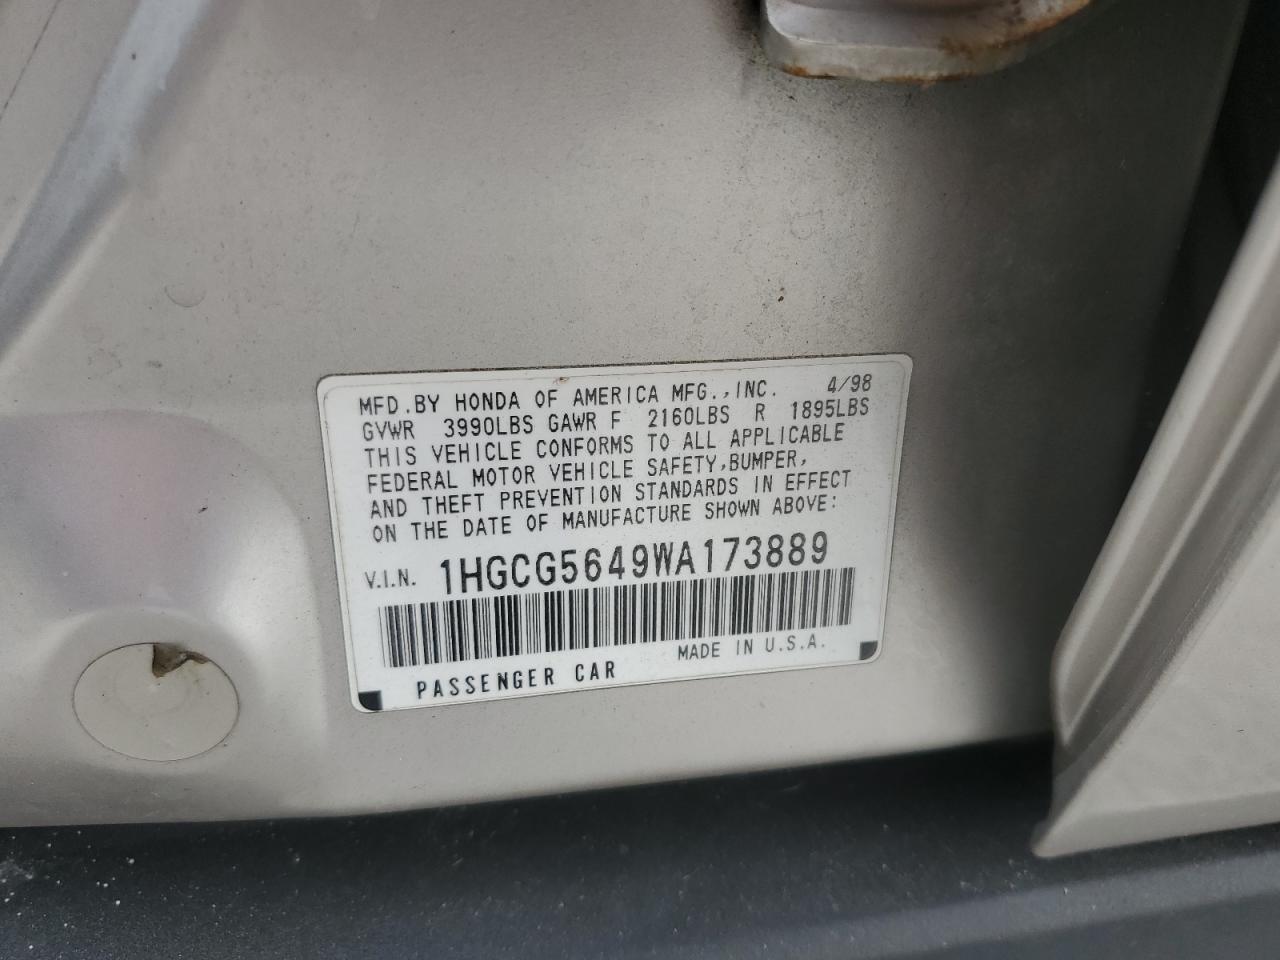 MFD.BY HONDA OF AMERICA MFG.,INC. 4/98
GVWR 3990LBS GAWR F 2160LBS R 1895LBS
THIS VEHICLE CONFORMS TO ALL APPLICABLE
FEDERAL MOTOR VEHICLE SAFETY,BUMPER,
AND THEFT PREVENTION STANDARDS IN EFFECT
ON THE DATE OF MANUFACTURE SHOWN ABOVE:
V.I.N. 1HGCG5649WA173889
PASSENGER CAR MADE IN U.S.A.